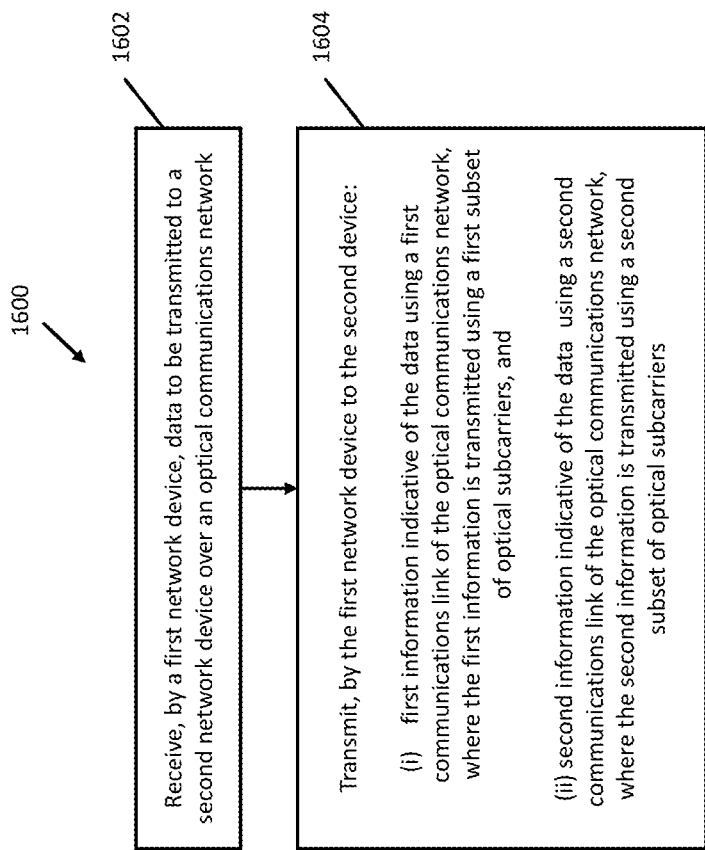 1600
1602
Receive, by a first network device, data to be transmitted to a
second network device over an optical communications network
1604
Transmit, by the first network device to the second device:
(i) first information indicative of the data using a first
communications link of the optical communications network,
where the first information is transmitted using a first subset
of optical subcarriers, and
(ii) second information indicative of the data using a second
communications link of the optical communications network,
where the second information is transmitted using a second
subset of optical subcarriers